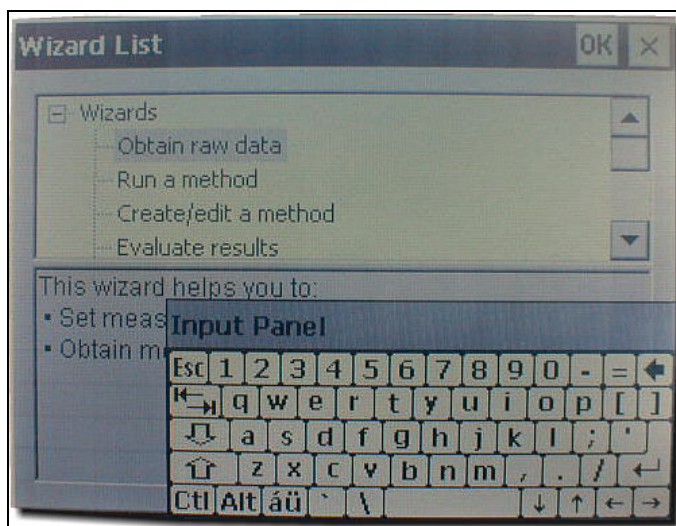 Wizard List OK ×
Wizards
Obtain raw data
Run a method
Create/edit a method
Evaluate results
This wizard helps you to:
▪ Set meas
▪ Obtain m
Input Panel
Esc 1 2 3 4 5 6 7 8 9 0 - =
q w e r t y u i o p [ ]
a s d f g h j k l ; '
z x c v b n m , . /
Ctl Alt áü ` \ ↓ ↑ ← →